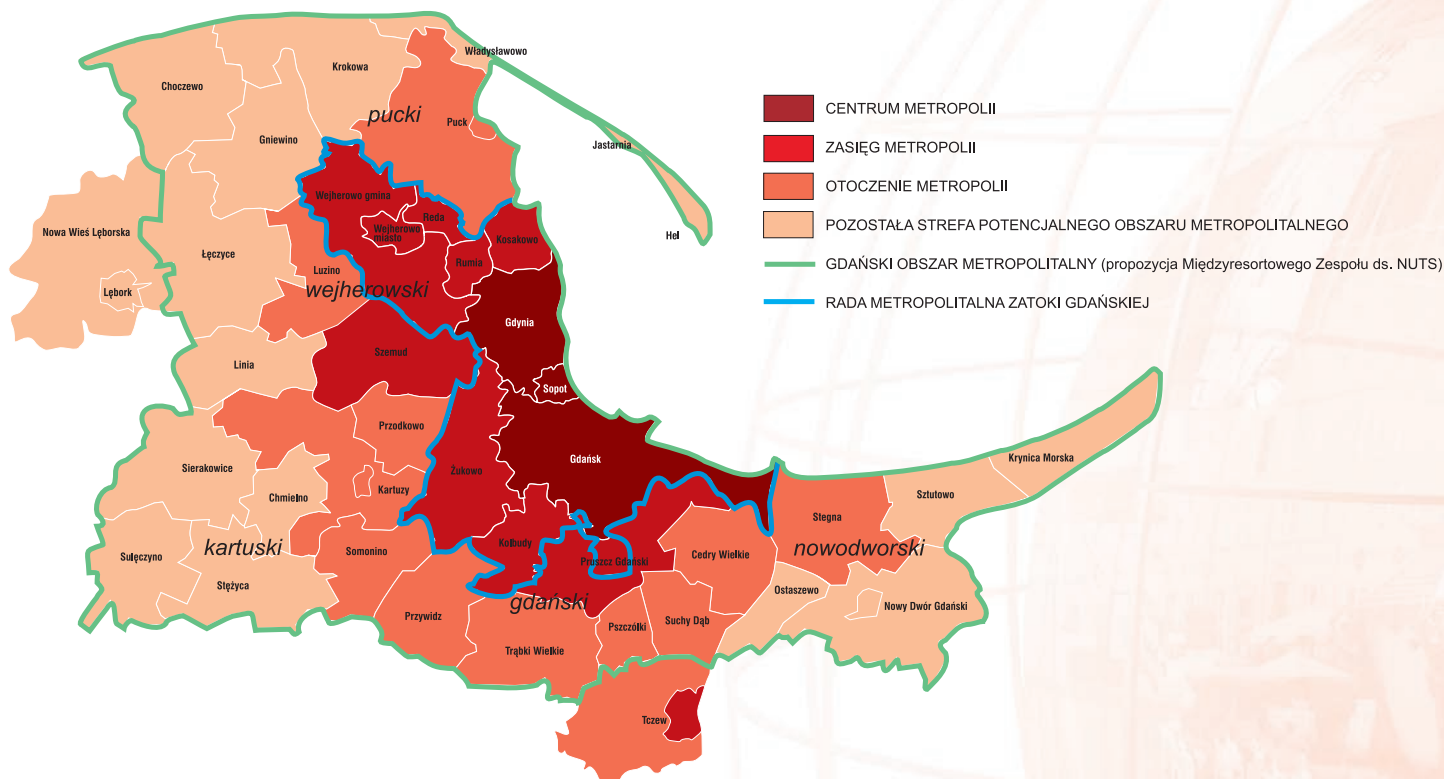 Władysławowo
Krokowa
Choczewo
pucki
Puck
Gniewino
Jastarnia
Wejherowo gmina
Reda
Nowa Wieś Lęborska
Wejherowo
miasto
Kosakowo
Hel
Łęczyce
Rumia
Luzino
wejherowski
Lębork
Gdynia
Szemud
Linia
Sopot
Przodkowo
Gdańsk
Krynica Morska
Sierakowice
Żukowo
Chmielno
Kartuzy
Sztutowo
Stegna
kartuski
Kolbudy
nowodworski
Sulęczyno
Somonino
Pruszcz Gdański
Cedry Wielkie
Stężyca
Ostaszewo
gdański
Nowy Dwór Gdański
Przywidz
Pszczółki
Suchy Dąb
Trąbki Wielkie
Tczew
CENTRUM METROPOLII
ZASIĘG METROPOLII
OTOCZENIE METROPOLII
POZOSTAŁA STREFA POTENCJALNEGO OBSZARU METROPOLITALNEGO
GDAŃSKI OBSZAR METROPOLITALNY (propozycja Międzyresortowego Zespołu ds. NUTS)
RADA METROPOLITALNA ZATOKI GDAŃSKIEJ